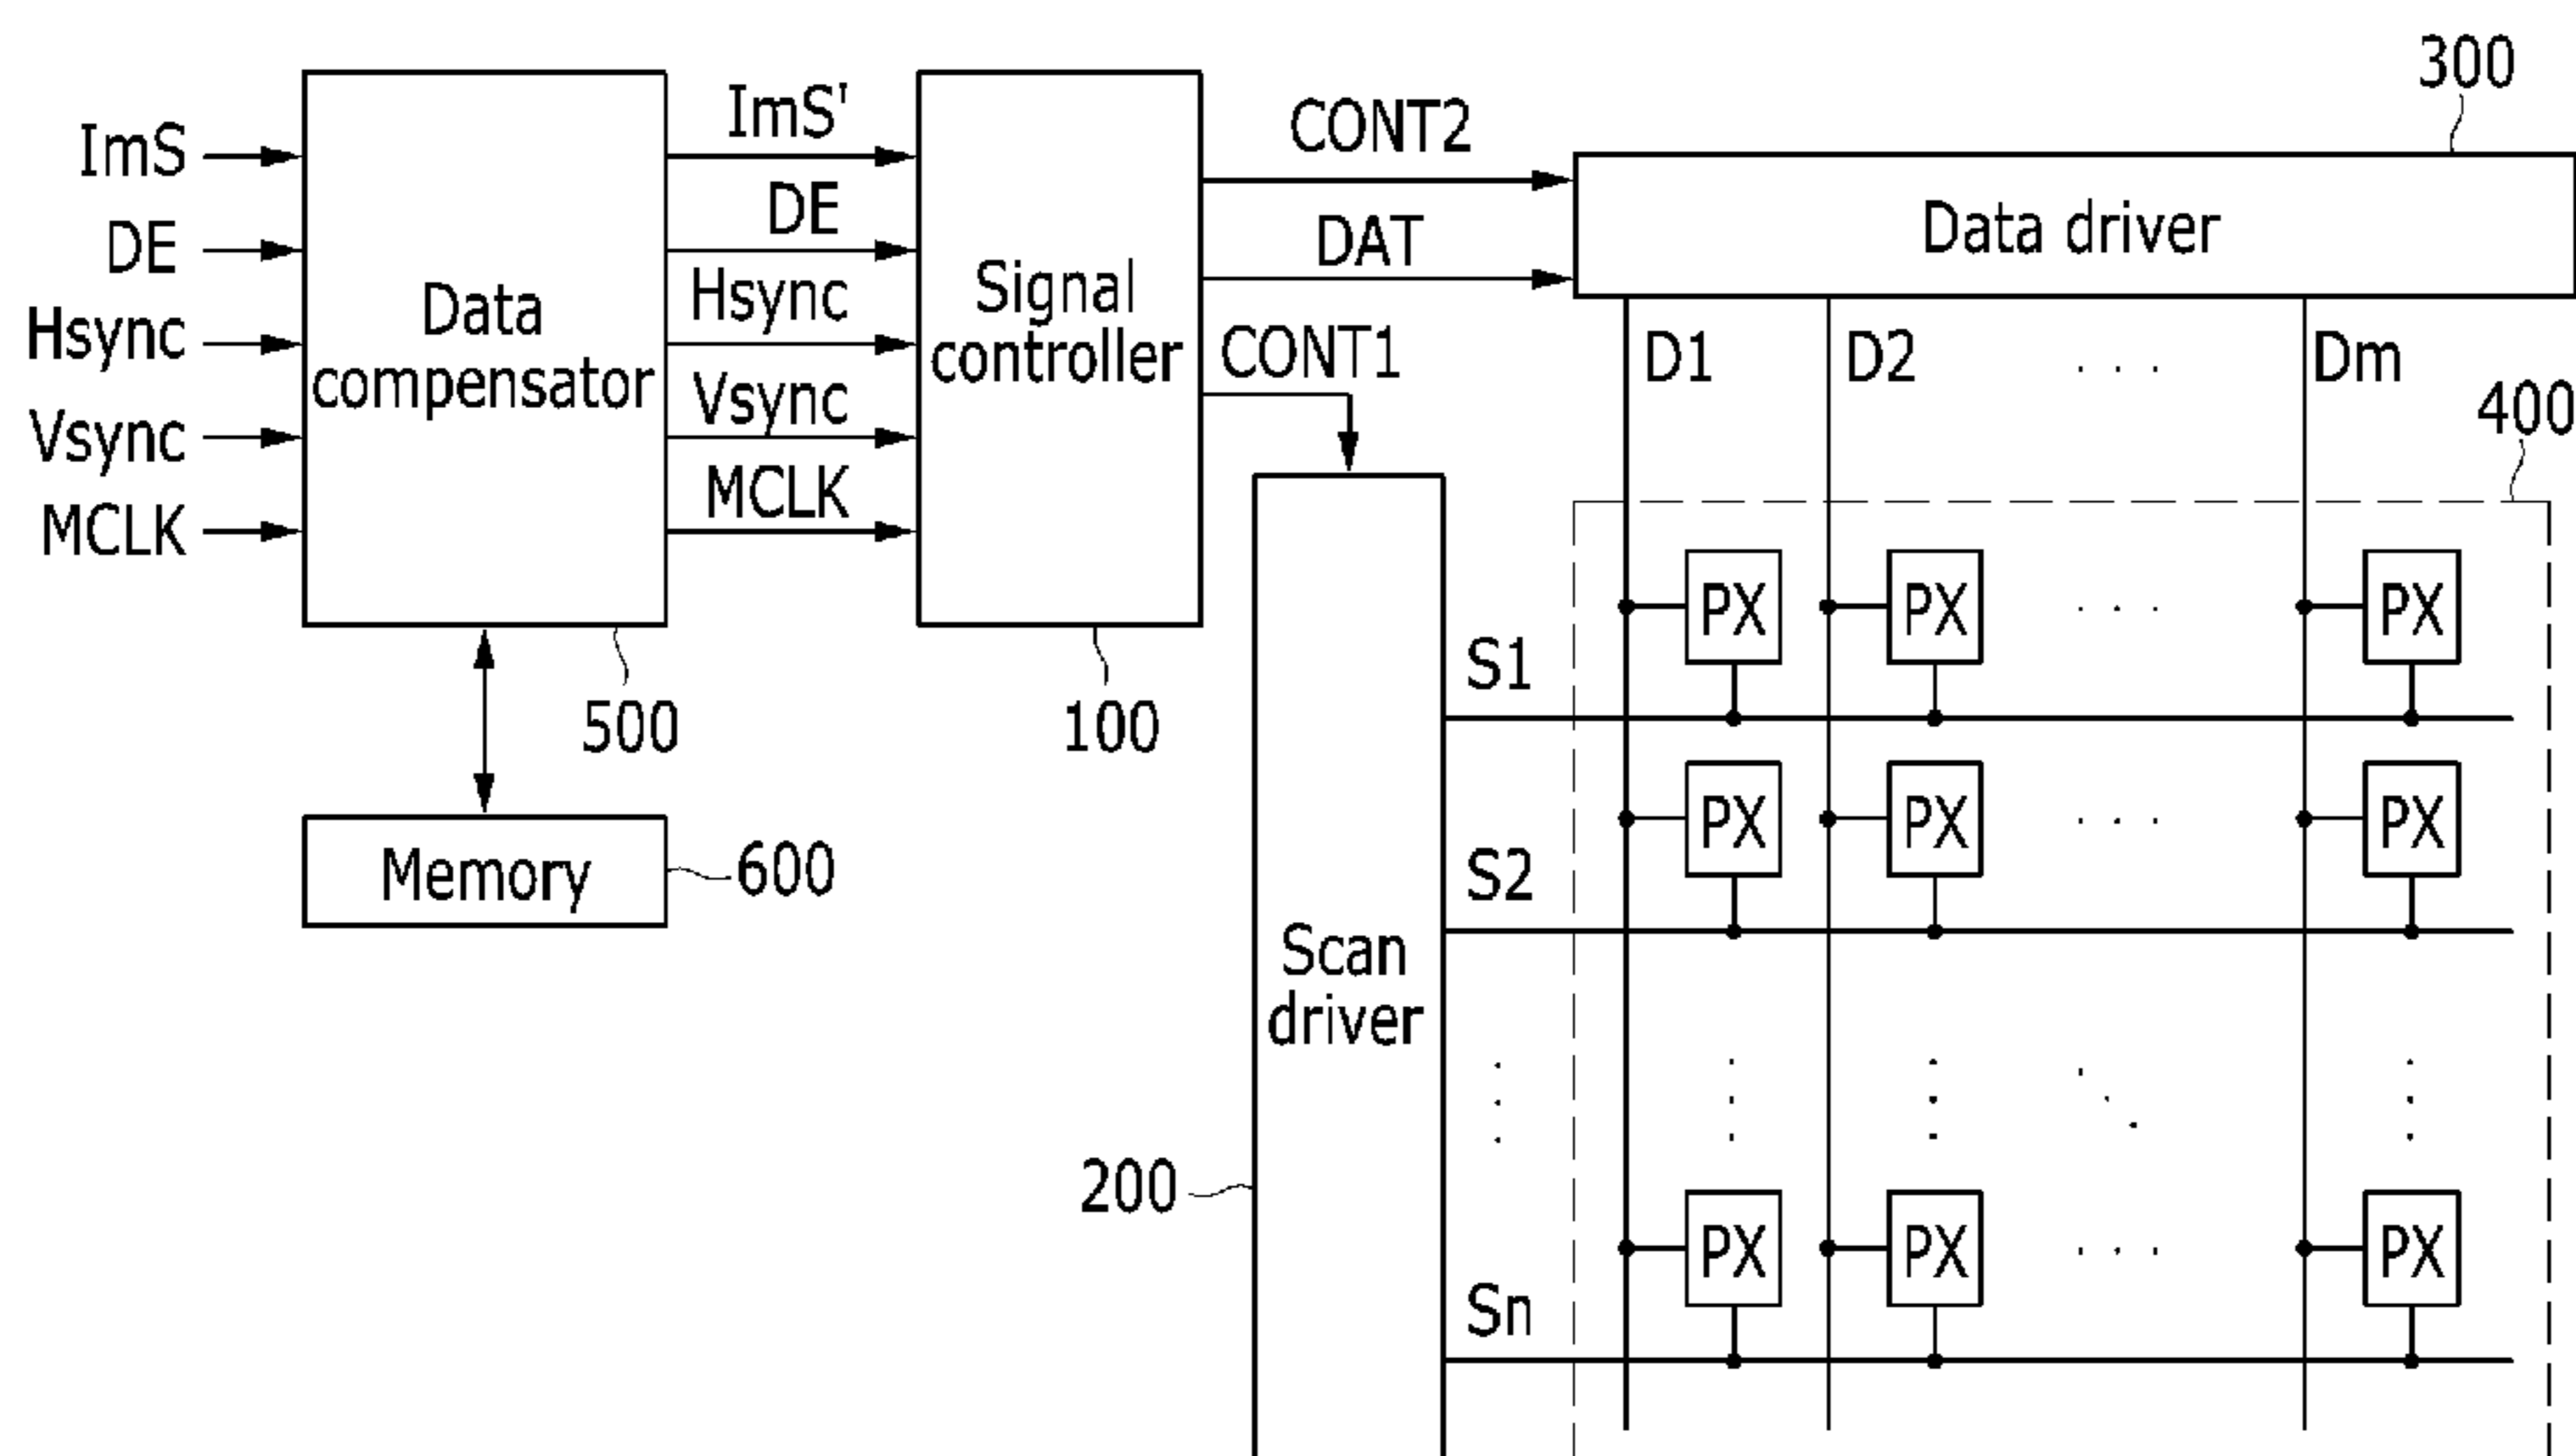 300
ImS
ImS'
CONT2
DE
DE
DAT
Data driver
Hsync
Data
compensator
Hsync
Signal
controller
CONT1
D1
D2
. . .
Dm
Vsync
Vsync
400
MCLK
MCLK
PX
PX
. . .
PX
S1
500
100
PX
PX
. . .
PX
S2
Memory
600
Scan
driver
200
PX
PX
. . .
PX
Sn